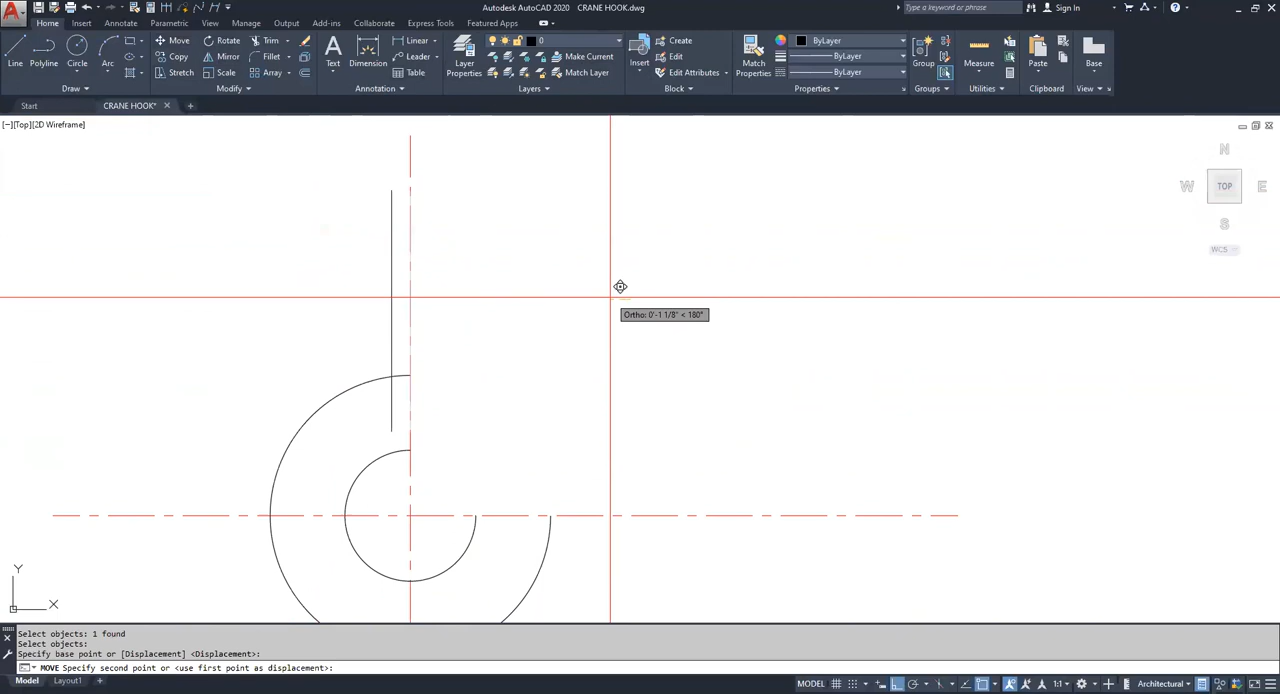 Autodesk AutoCAD 2020 CRANE HOOK.dwg
Type a keyword or phrase
Sign In
Home Insert Annotate Parametric View Manage Output Add-ins Collaborate Express Tools Featured Apps
Line Polyline Circle Arc
Move Rotate Trim
Copy Mirror Fillet
Stretch Scale Array
Text Dimension
Linear
Leader
Table
Layer Properties
0
Make Current
Match Layer
Insert
Create
Edit
Edit Attributes
Match Properties
ByLayer
ByLayer
ByLayer
Group
Measure
Paste
Base
Draw Modify Annotation Layers Block Properties Groups Utilities Clipboard View
Start CRANE HOOK*
[−][Top][2D Wireframe]
N
W TOP E
S
WCS
Ortho: 0'-1 1/8" < 180°
Y
X
Select objects: 1 found
Select objects:
Specify base point or [Displacement] <Displacement>:
MOVE Specify second point or <use first point as displacement>:
Model Layout1
MODEL 1:1 Architectural